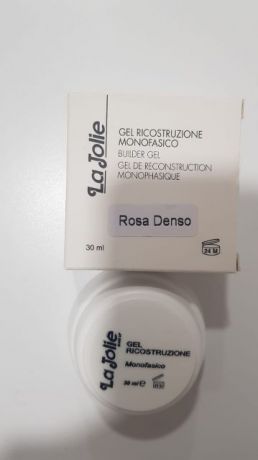 La Jolie
GEL RICOSTRUZIONE
MONOFASICO
BUILDER GEL
GEL DE RECONSTRUCTION
MONOPHASIQUE
Rosa Denso
30 ml
24 M
La Jolie
GEL
RICOSTRUZIONE
Monofasico
30 ml e